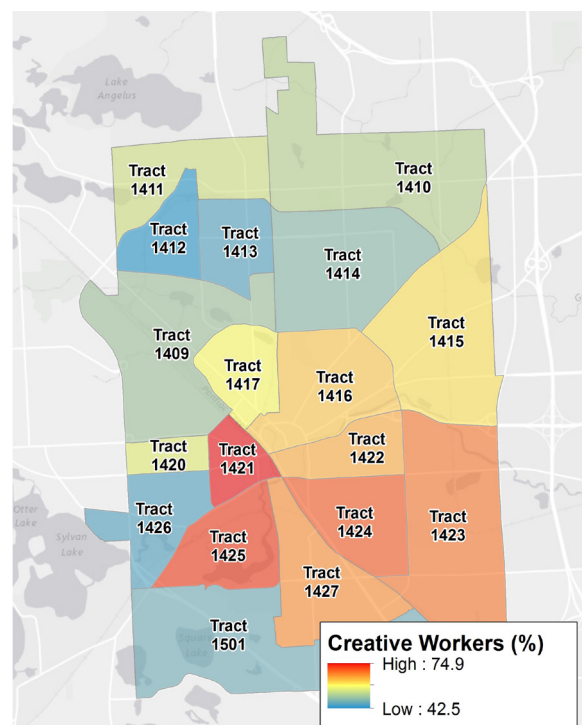 Lake
Angelus
Tract
1411
Tract
1410
Tract
1412
Tract
1413
Tract
1414
Tract
1409
Tract
1415
Tract
1417
Tract
1416
Tract
1420
Tract
1421
Tract
1422
Otter
Lake
Sylvan
Lake
Tract
1426
Tract
1425
Tract
1424
Tract
1423
Tract
1427
Tract
1501
Lake
Creative Workers (%)
High : 74.9
Low : 42.5